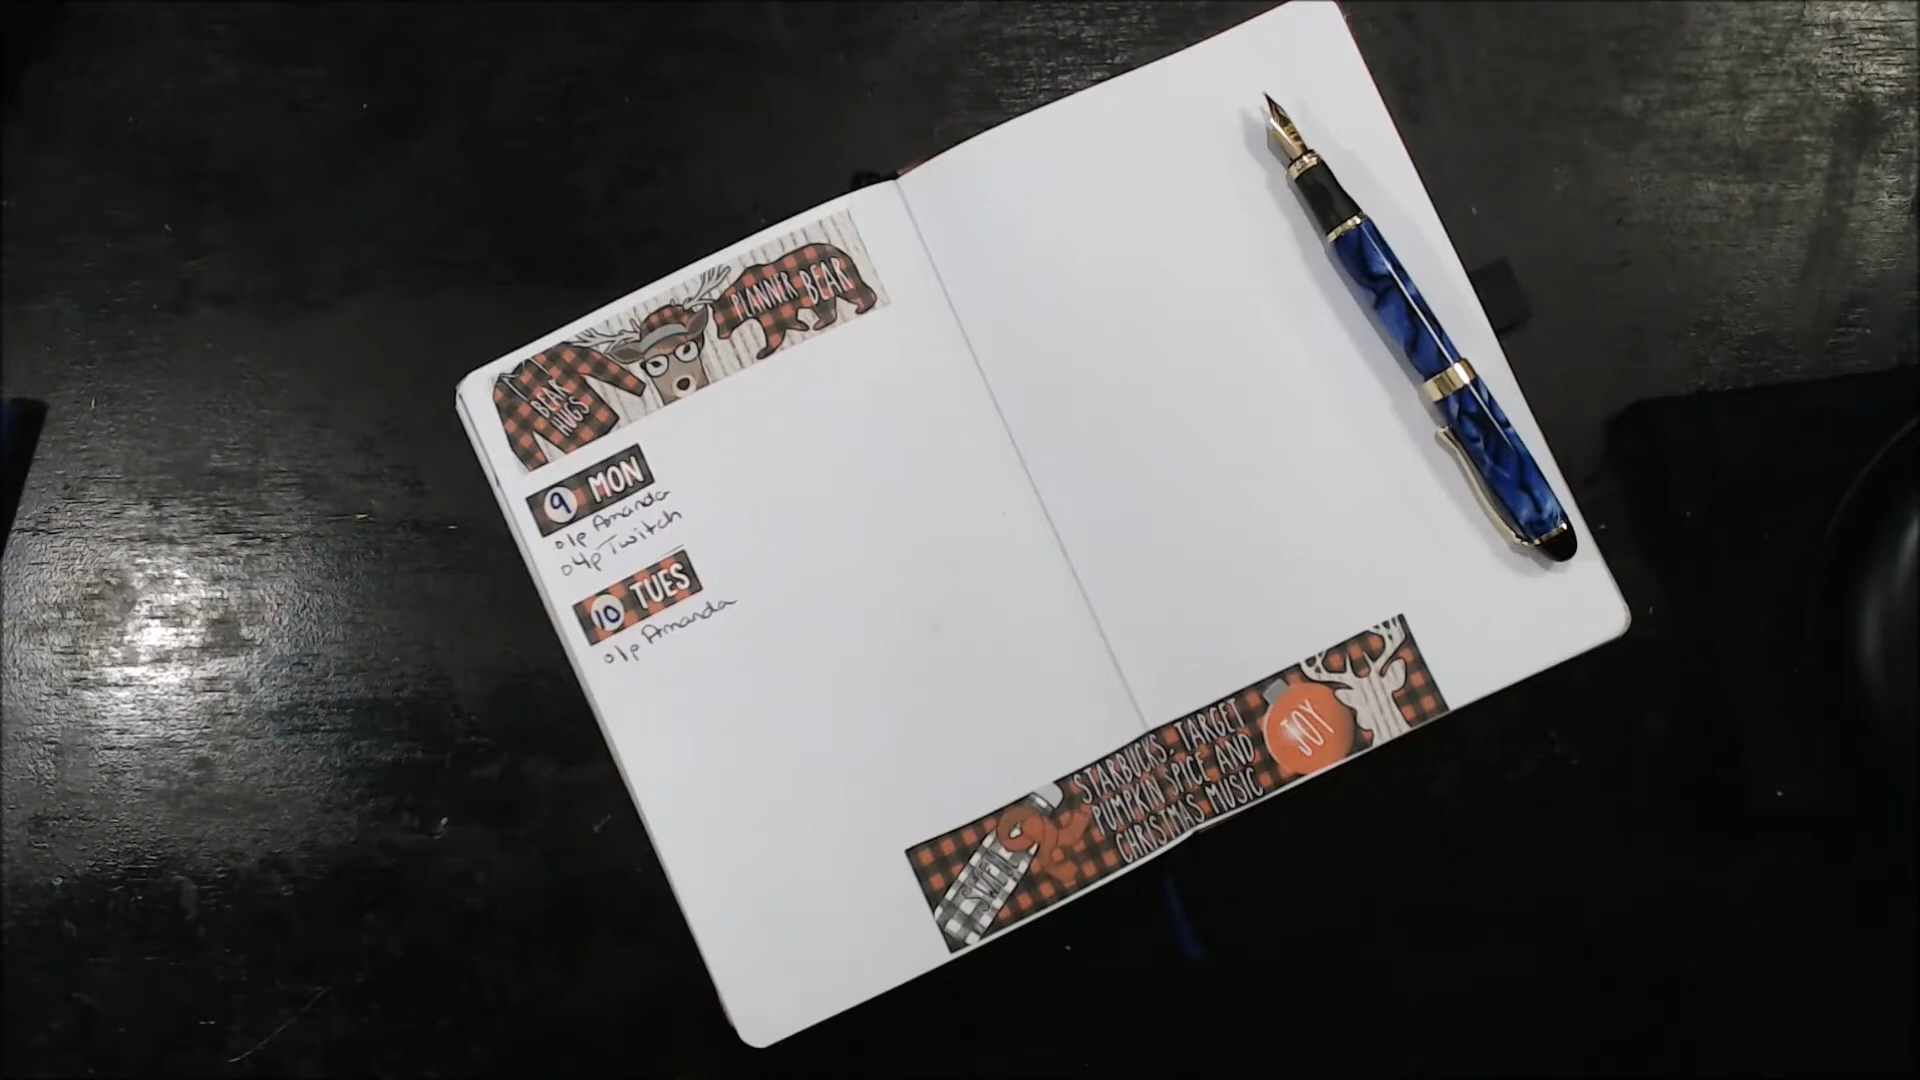 BEAR
HUGS
PLANNER BEAR
9 MON
01p Amanda
04p Twitch
10 TUES
01p Amanda
SWEN
STARBUCKS, TARGET
PUMPKIN SPICE AND
CHRISTMAS MUSIC
JOY